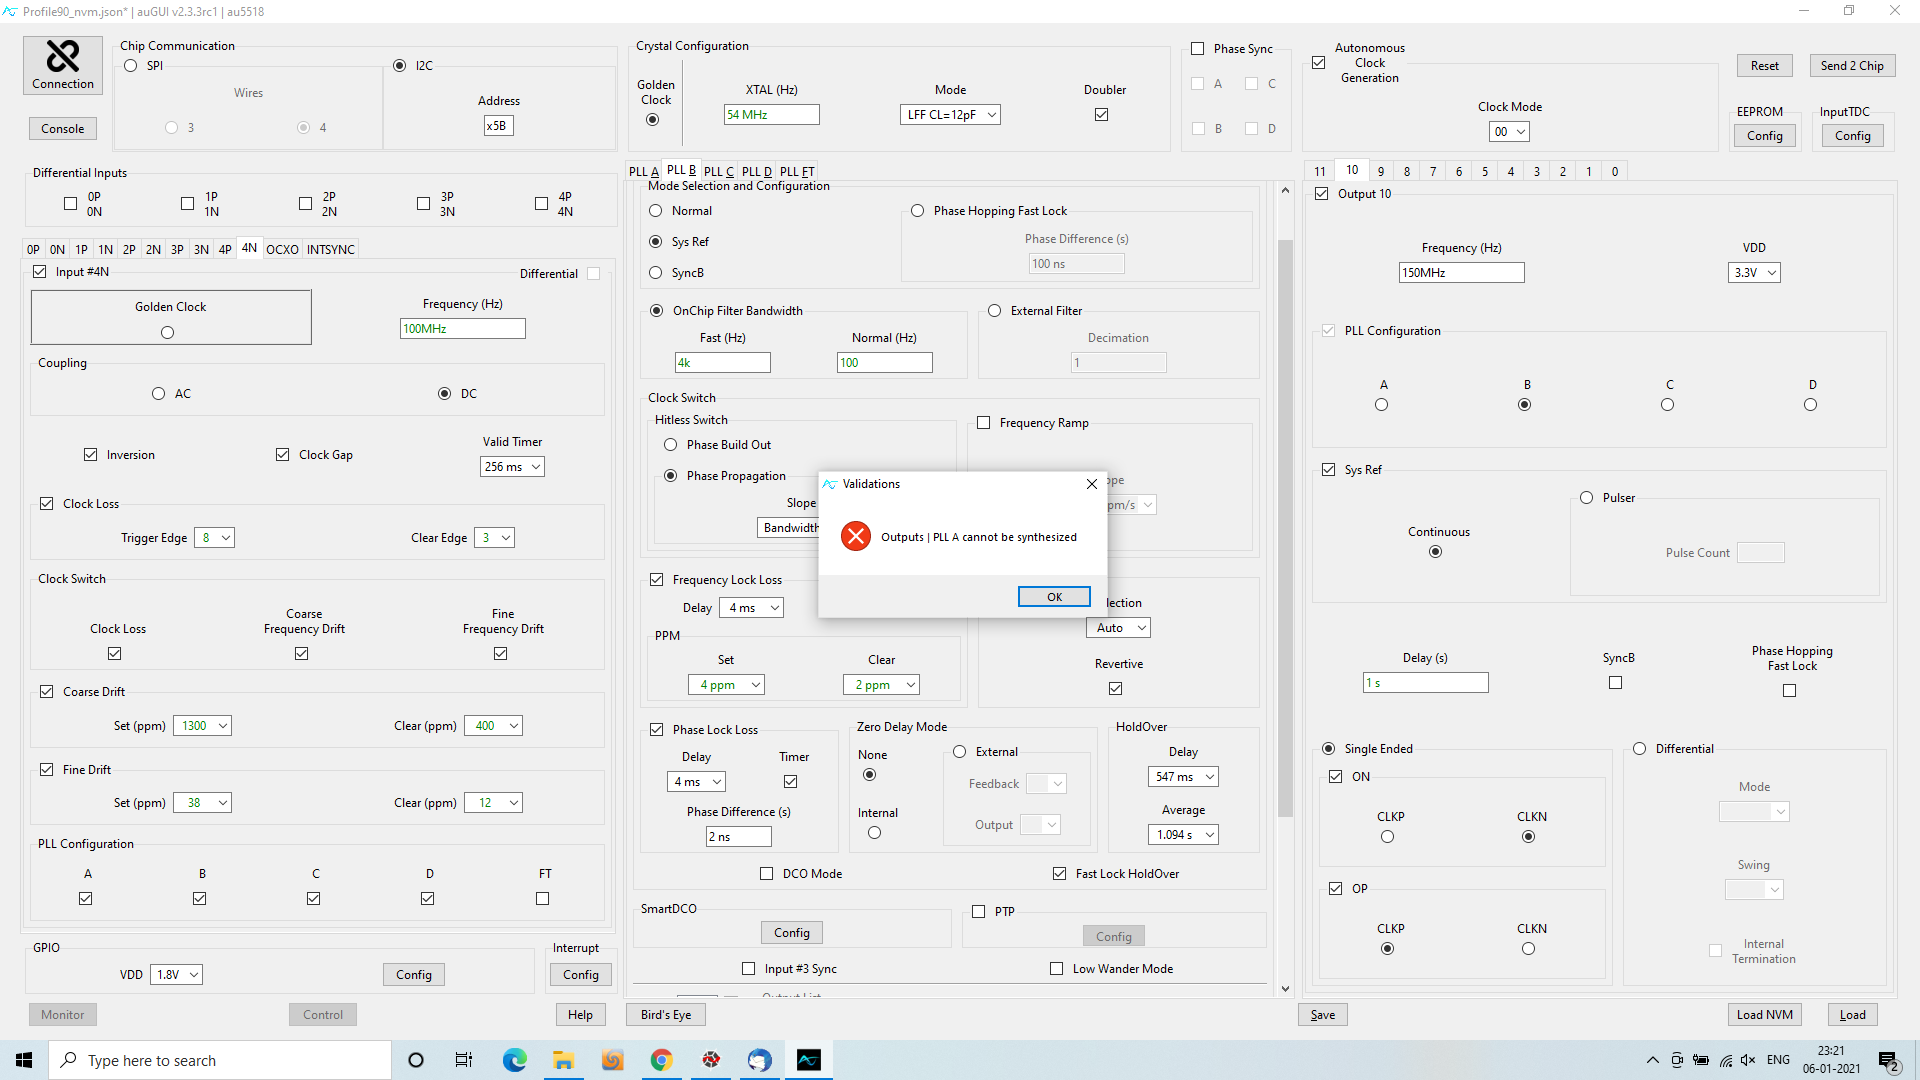 Profile90_nvm.json* | auGUI v2.3.3rc1 | au5518
Connection
Console
Chip Communication
SPI
Wires
3
4
I2C
Address
x5B
Crystal Configuration
Golden
Clock
XTAL (Hz)
54 MHz
Mode
LFF CL=12pF
Doubler
Phase Sync
A
C
B
D
Autonomous
Clock
Generation
Clock Mode
00
Reset
Send 2 Chip
EEPROM
Config
InputTDC
Config
Differential Inputs
0P
0N
1P
1N
2P
2N
3P
3N
4P
4N
0P 0N 1P 1N 2P 2N 3P 3N 4P 4N OCXO INTSYNC
Input #4N
Differential
Golden Clock
Frequency (Hz)
100MHz
Coupling
AC
DC
Inversion
Clock Gap
Valid Timer
256 ms
Clock Loss
Trigger Edge 8
Clear Edge 3
Clock Switch
Clock Loss
Coarse
Frequency Drift
Fine
Frequency Drift
Coarse Drift
Set (ppm) 1300
Clear (ppm) 400
Fine Drift
Set (ppm) 38
Clear (ppm) 12
PLL Configuration
A B C D FT
GPIO
VDD 1.8V
Config
Interrupt
Config
Monitor
Control
Help
PLL A PLL B PLL C PLL D PLL FT
Mode Selection and Configuration
Normal
Sys Ref
SyncB
Phase Hopping Fast Lock
Phase Difference (s)
100 ns
OnChip Filter Bandwidth
Fast (Hz)
4k
Normal (Hz)
100
External Filter
Decimation
1
Clock Switch
Hitless Switch
Phase Build Out
Phase Propagation
Slope
Bandwidth
Frequency Ramp
ope
pm/s
Validations
Outputs | PLL A cannot be synthesized
OK
Frequency Lock Loss
Delay 4 ms
PPM
Set
4 ppm
Clear
2 ppm
lection
Auto
Revertive
Phase Lock Loss
Delay
4 ms
Timer
Phase Difference (s)
2 ns
Zero Delay Mode
None
Internal
External
Feedback
Output
HoldOver
Delay
547 ms
Average
1.094 s
DCO Mode
Fast Lock HoldOver
SmartDCO
Config
PTP
Config
Input #3 Sync
Low Wander Mode
Output List
Bird's Eye
11 10 9 8 7 6 5 4 3 2 1 0
Output 10
Frequency (Hz)
150MHz
VDD
3.3V
PLL Configuration
A B C D
Sys Ref
Continuous
Pulser
Pulse Count
Delay (s)
1 s
SyncB
Phase Hopping
Fast Lock
Single Ended
ON
CLKP
CLKN
OP
CLKP
CLKN
Differential
Mode
Swing
Internal
Termination
Save
Load NVM
Load
Type here to search
ENG
23:21
06-01-2021
2